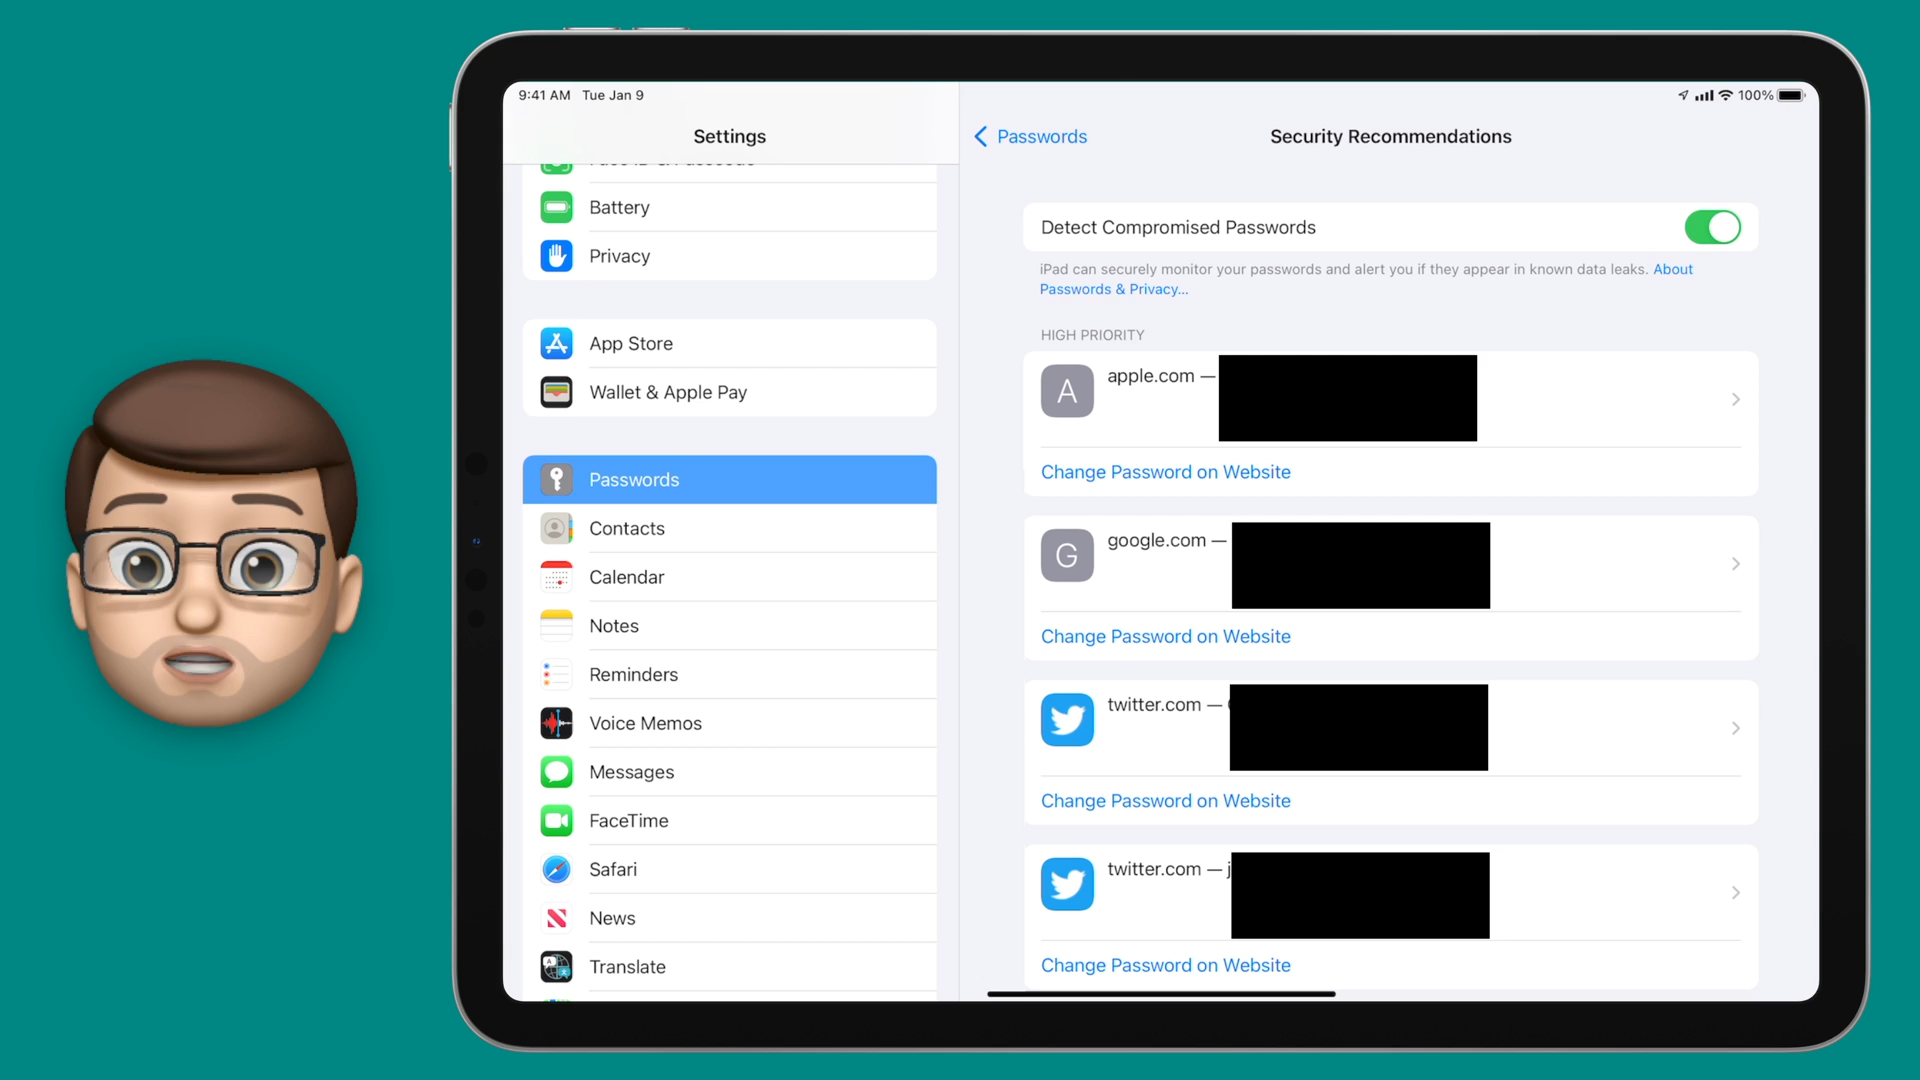 9:41 AM Tue Jan 9
100%
Settings
Battery
Privacy
App Store
Wallet & Apple Pay
Passwords
Contacts
Calendar
Notes
Reminders
Voice Memos
Messages
FaceTime
Safari
News
Translate
Passwords
Security Recommendations
Detect Compromised Passwords
iPad can securely monitor your passwords and alert you if they appear in known data leaks. About
Passwords & Privacy...
HIGH PRIORITY
A
apple.com —
Change Password on Website
G
google.com —
Change Password on Website
twitter.com —
Change Password on Website
twitter.com — j
Change Password on Website